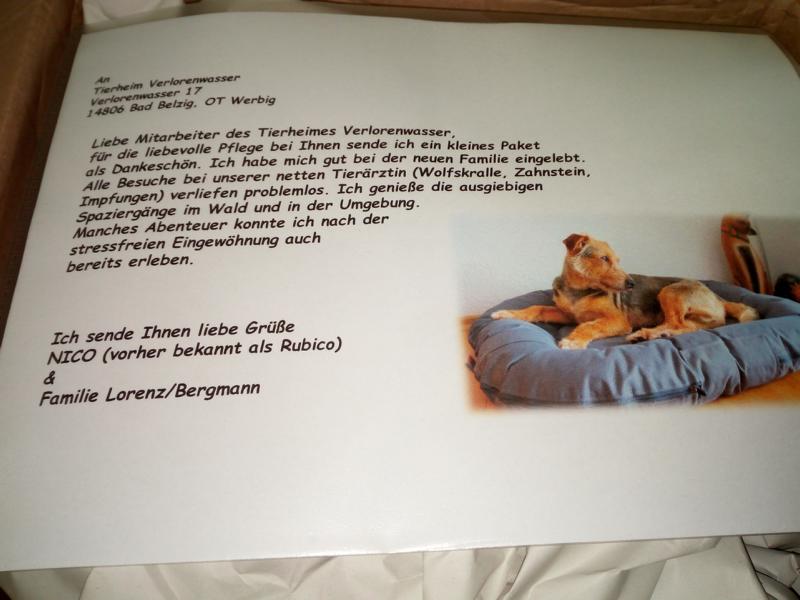 An
Tierheim Verlorenwasser
Verlorenwasser 17
14806 Bad Belzig, OT Werbig
Liebe Mitarbeiter des Tierheimes Verlorenwasser,
für die liebevolle Pflege bei Ihnen sende ich ein kleines Paket
als Dankeschön. Ich habe mich gut bei der neuen Familie eingelebt.
Alle Besuche bei unserer netten Tierärztin (Wolfskralle, Zahnstein,
Impfungen) verliefen problemlos. Ich genieße die ausgiebigen
Spaziergänge im Wald und in der Umgebung.
Manches Abenteuer konnte ich nach der
stressfreien Eingewöhnung auch
bereits erleben.
Ich sende Ihnen liebe Grüße
NICO (vorher bekannt als Rubico)
&
Familie Lorenz/Bergmann